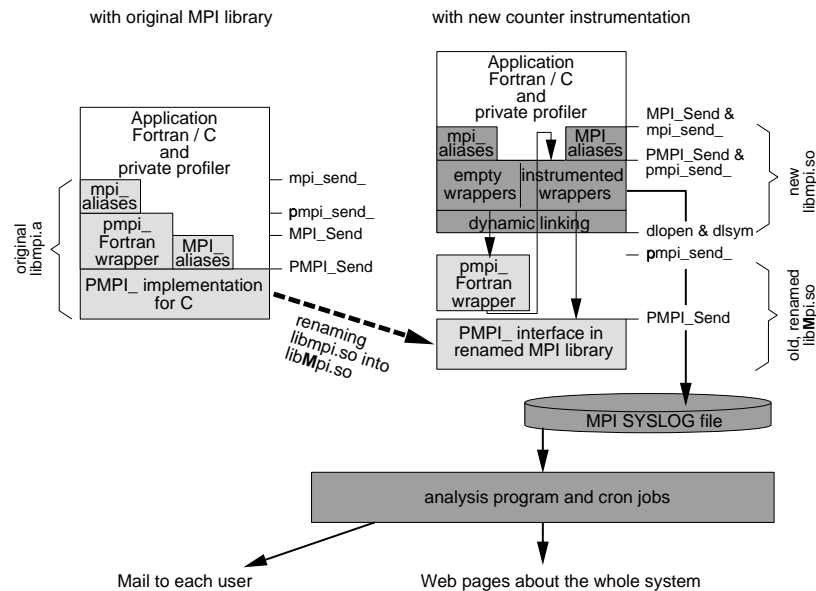 with original MPI library
with new counter instrumentation
Application
Fortran / C
and
private profiler
mpi_
aliases
pmpi_
Fortran
wrapper
MPI_
aliases
PMPI_ implementation
for C
original
libmpi.a
mpi_send_
pmpi_send_
MPI_Send
PMPI_Send
renaming
libmpi.so into
libMpi.so
Application
Fortran / C
and
private profiler
mpi_
aliases
MPI_
aliases
empty
wrappers
instrumented
wrappers
dynamic linking
pmpi_
Fortran
wrapper
PMPI_ interface in
renamed MPI library
MPI_Send &
mpi_send_
PMPI_Send &
pmpi_send_
dlopen & dlsym
pmpi_send_
PMPI_Send
new
libmpi.so
old, renamed
libMpi.so
MPI SYSLOG file
analysis program and cron jobs
Mail to each user
Web pages about the whole system